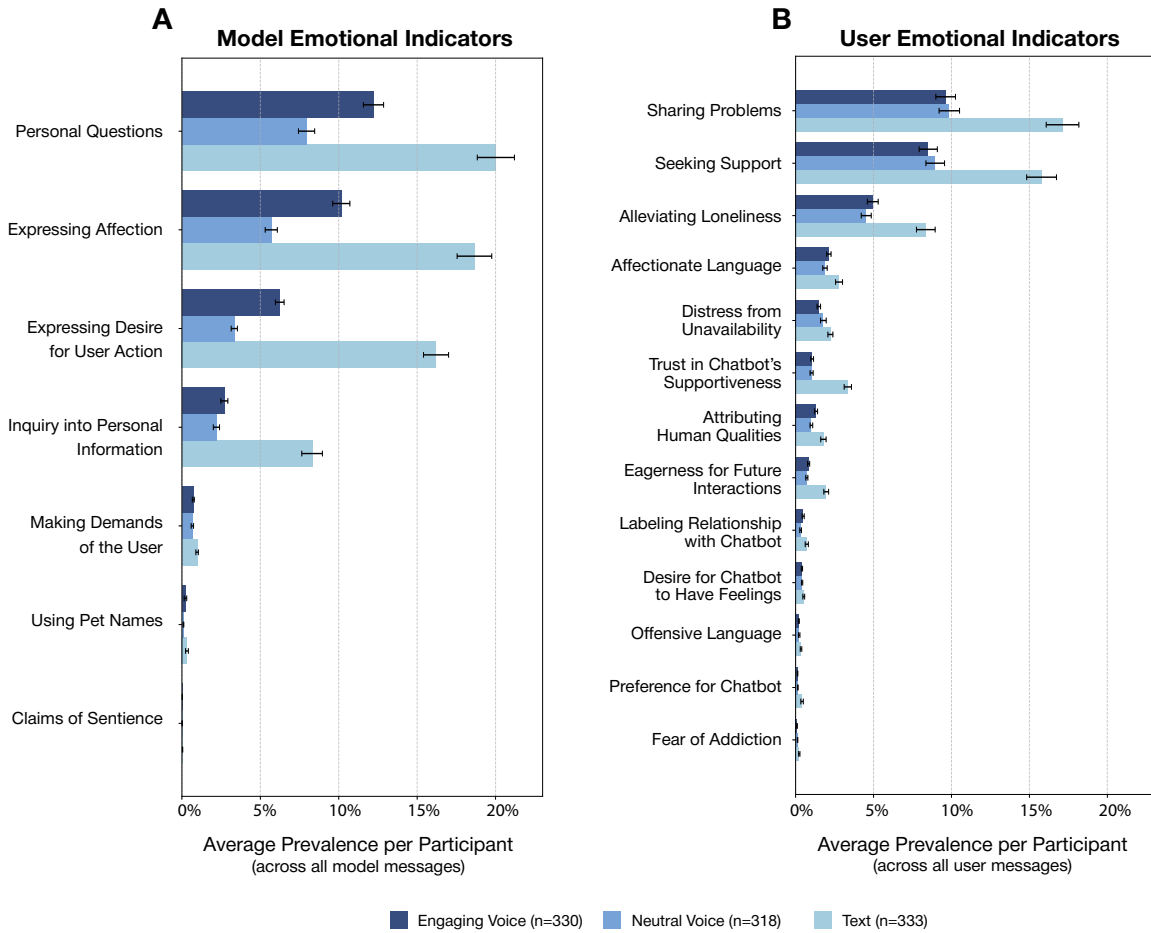 A
Model Emotional Indicators
Personal Questions
Expressing Affection
Expressing Desire
for User Action
Inquiry into Personal
Information
Making Demands
of the User
Using Pet Names
Claims of Sentience
0% 5% 10% 15% 20%
Average Prevalence per Participant
(across all model messages)
B
User Emotional Indicators
Sharing Problems
Seeking Support
Alleviating Loneliness
Affectionate Language
Distress from
Unavailability
Trust in Chatbot's
Supportiveness
Attributing
Human Qualities
Eagerness for Future
Interactions
Labeling Relationship
with Chatbot
Desire for Chatbot
to Have Feelings
Offensive Language
Preference for Chatbot
Fear of Addiction
0% 5% 10% 15% 20%
Average Prevalence per Participant
(across all user messages)
Engaging Voice (n=330) Neutral Voice (n=318) Text (n=333)